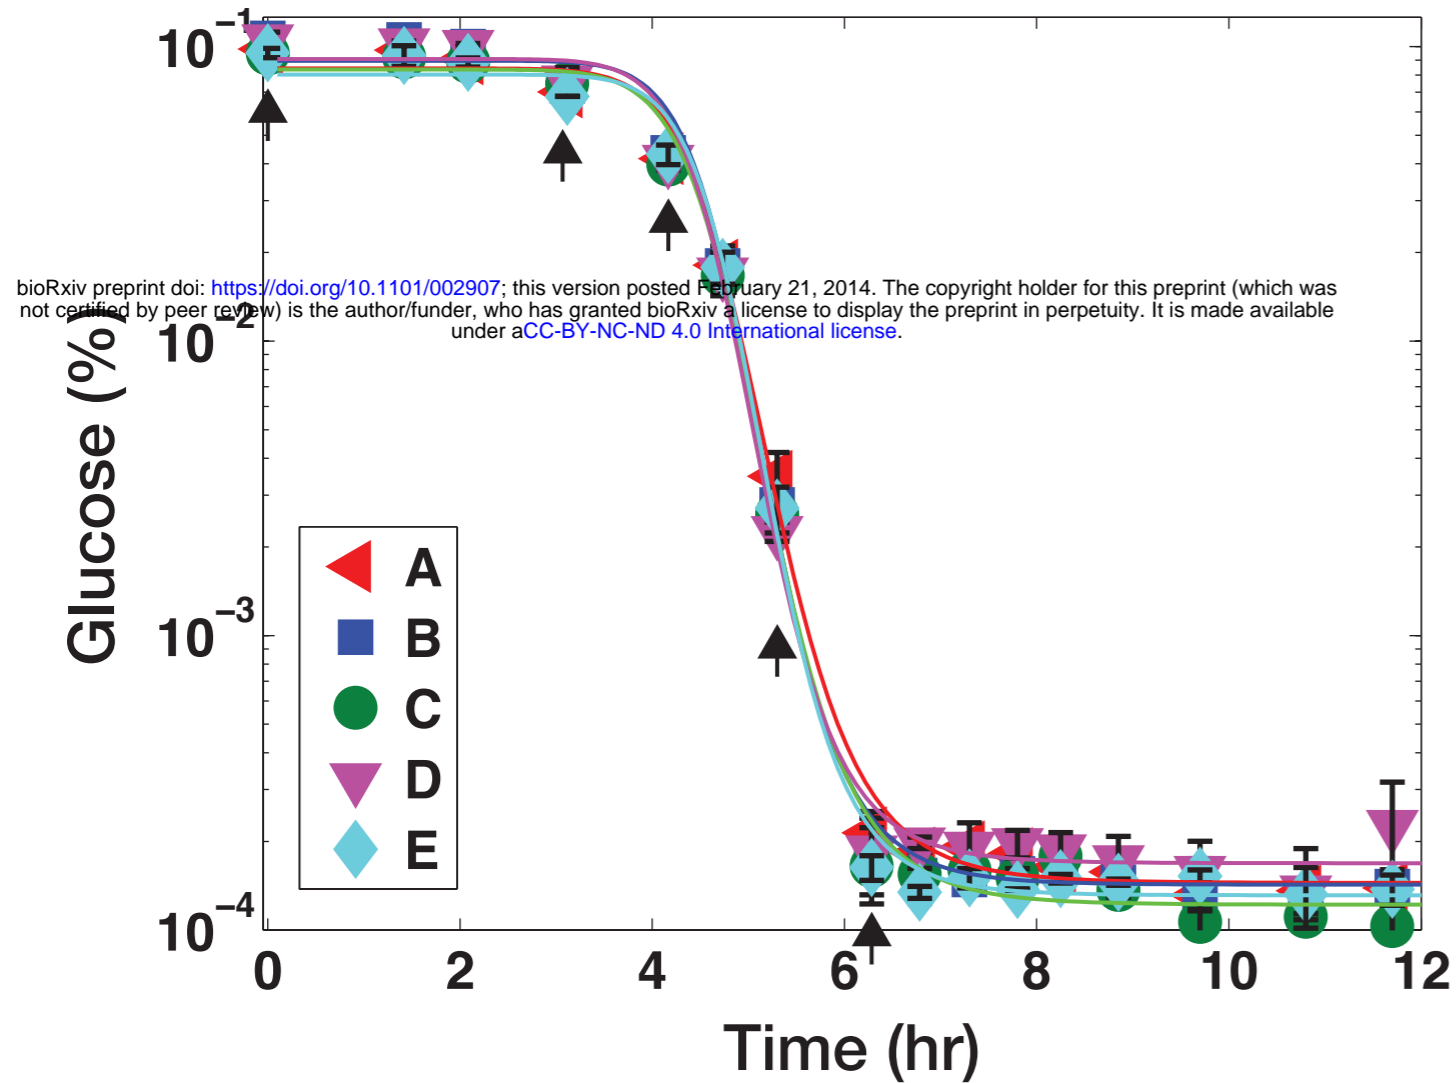 10−1
bioRxiv preprint doi: https://doi.org/10.1101/002907; this version posted February 21, 2014. The copyright holder for this preprint (which was
not certified by peer review) is the author/funder, who has granted bioRxiv a license to display the preprint in perpetuity. It is made available
under aCC-BY-NC-ND 4.0 International license.
10−2
Glucose (%)
A
B
10−3
C
D
E
10−4
0 2 4 6 8 10 12
Time (hr)